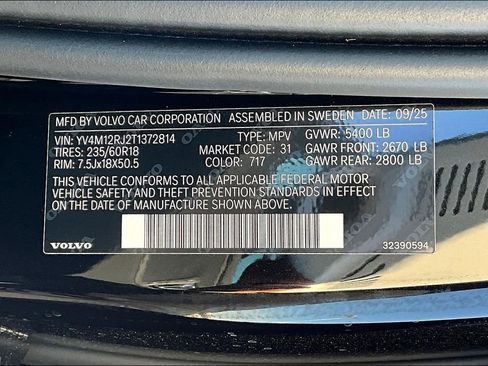 MFD BY VOLVO CAR CORPORATION ASSEMBLED IN SWEDEN DATE: 09/25
VIN: YV4M12RJ2T1372814 TYPE: MPV GVWR: 5400 LB
TIRES: 235/60R18 MARKET CODE: 31 GAWR FRONT: 2670 LB
RIM: 7.5Jx18X50.5 COLOR: 717 GAWR REAR: 2800 LB
THIS VEHICLE CONFORMS TO ALL APPLICABLE FEDERAL MOTOR
VEHICLE SAFETY AND THEFT PREVENTION STANDARDS IN EFFECT
ON THE DATE OF MANUFACTURE SHOWN ABOVE.
VOLVO 32390594